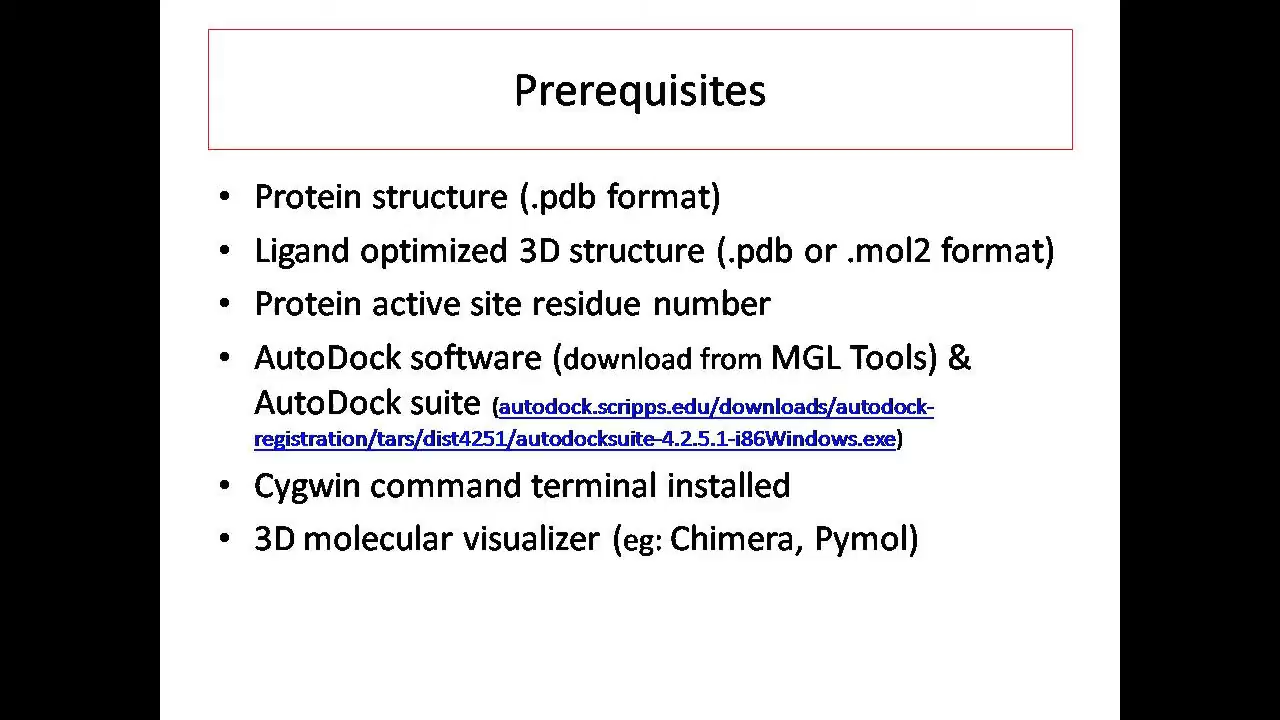 Prerequisites
• Protein structure (.pdb format)
• Ligand optimized 3D structure (.pdb or .mol2 format)
• Protein active site residue number
• AutoDock software (download from MGL Tools) &
AutoDock suite (autodock.scripps.edu/downloads/autodock-
registration/tars/dist4251/autodocksuite-4.2.5.1-i86Windows.exe)
• Cygwin command terminal installed
• 3D molecular visualizer (eg: Chimera, Pymol)